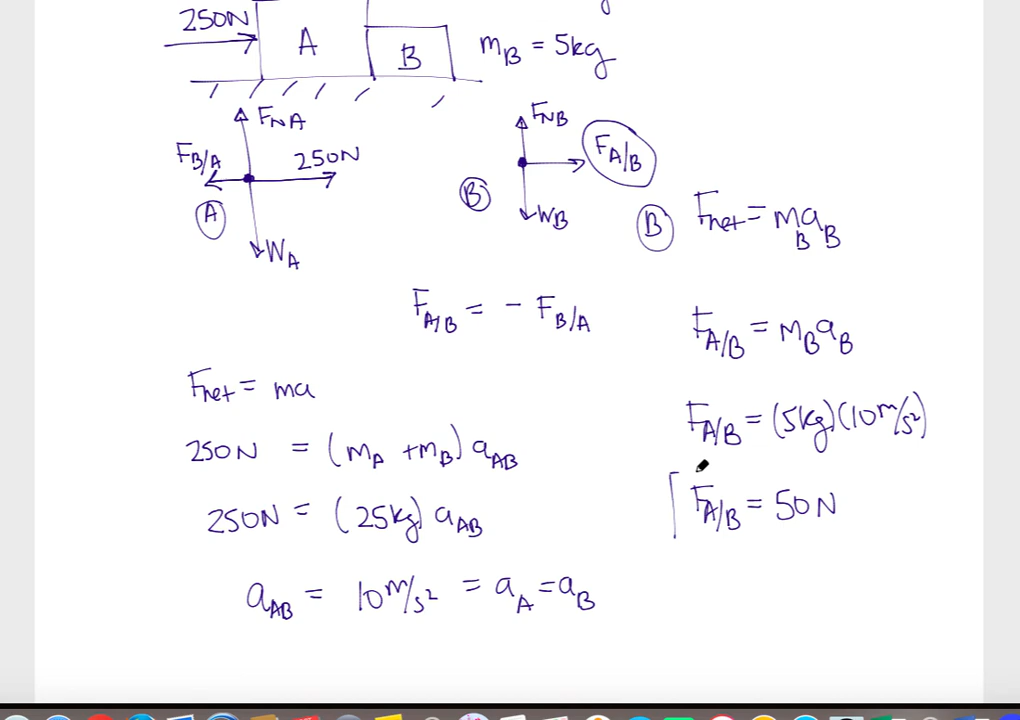 250N
A
B
mB = 5kg
FNA
FB/A
250N
A
WA
FNB
FA/B
B
WB
B Fnet = mBaB
FA/B = - FB/A
FA/B = MBaB
Fnet = ma
FA/B = (5kg)(10m/s²)
250N = (mA + mB) aAB
FA/B = 50N
250N = (25kg) aAB
aAB = 10m/s² = aA = aB